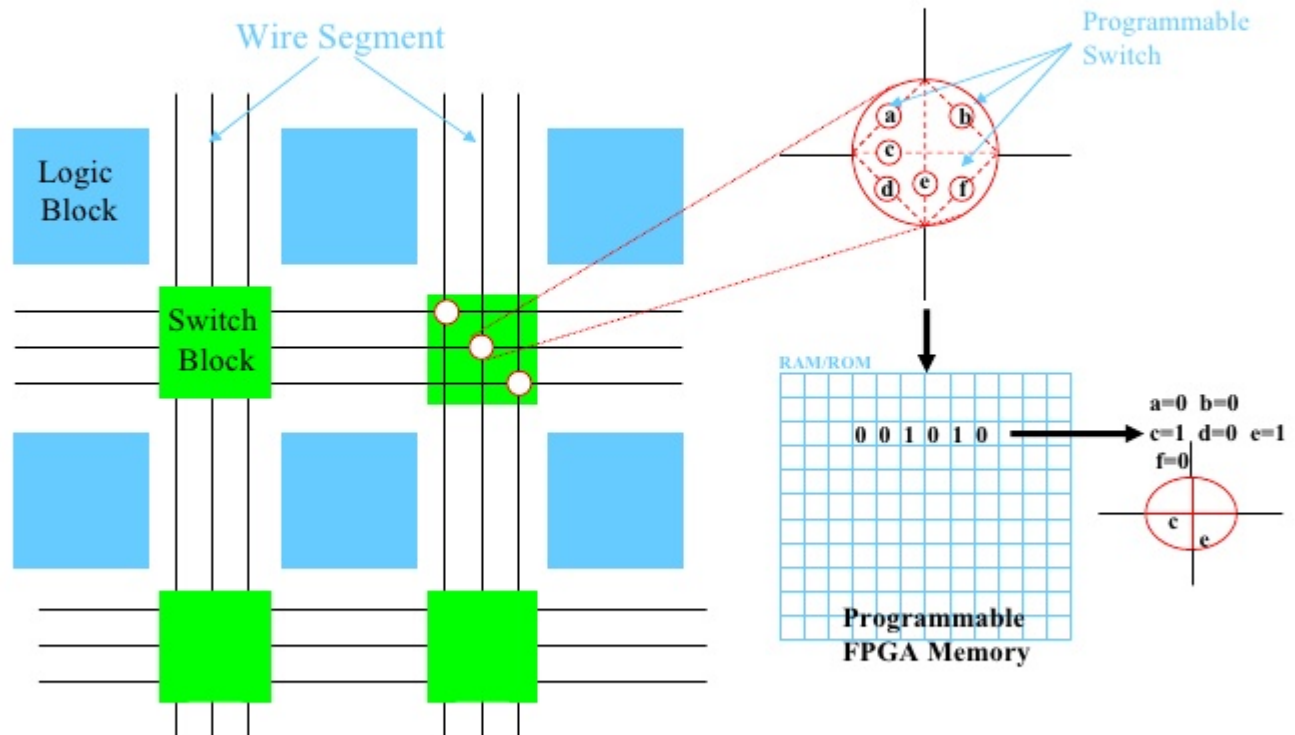 Wire Segment
Programmable
Switch
a
b
c
d
e
f
Logic
Block
Switch
Block
RAM/ROM
0 0 1 0 1 0
a=0 b=0
c=1 d=0 e=1
f=0
c
e
Programmable
FPGA Memory